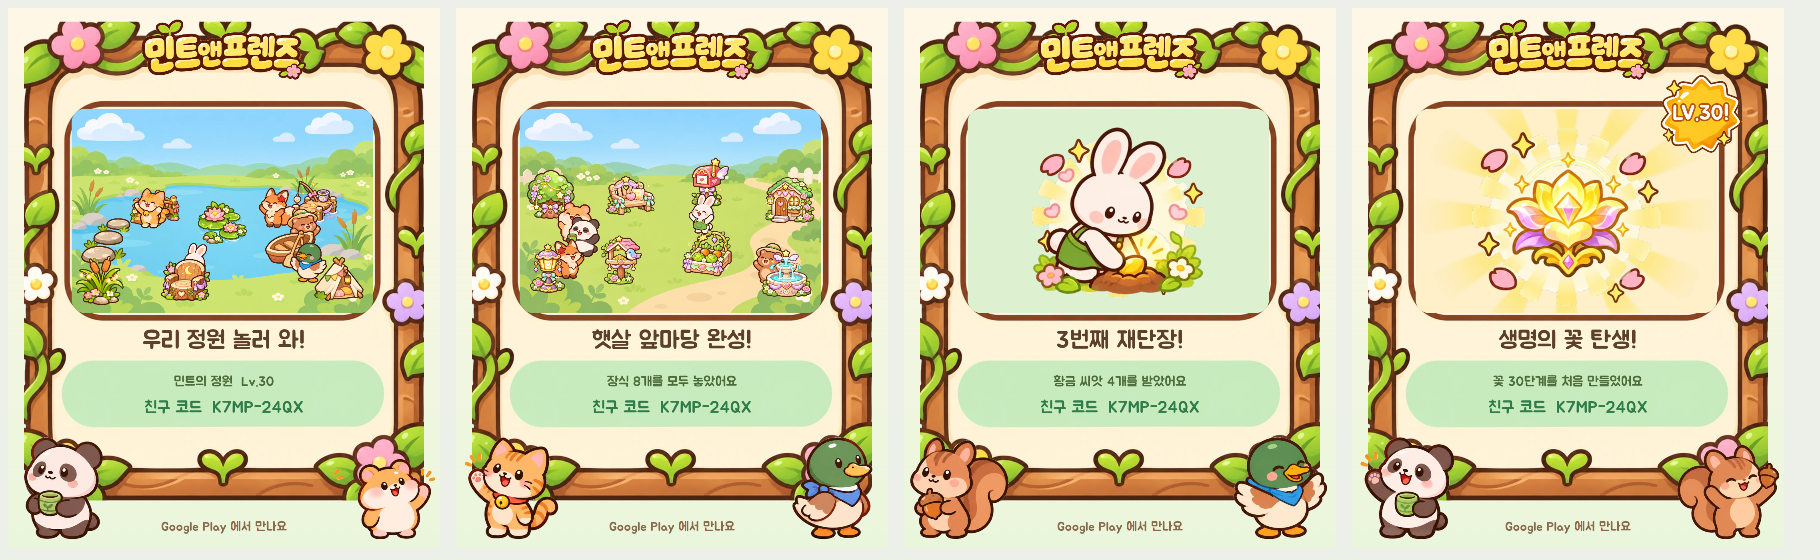 민트앤프렌즈
우리 정원 놀러 와!
민트의 정원 Lv.30
친구 코드 K7MP-24QX
Google Play 에서 만나요
민트앤프렌즈
햇살 앞마당 완성!
장식 8개를 모두 놓았어요
친구 코드 K7MP-24QX
Google Play 에서 만나요
민트앤프렌즈
3번째 재단장!
황금 씨앗 4개를 받았어요
친구 코드 K7MP-24QX
Google Play 에서 만나요
민트앤프렌즈
LV.30!
생명의 꽃 탄생!
꽃 30단계를 처음 만들었어요
친구 코드 K7MP-24QX
Google Play 에서 만나요